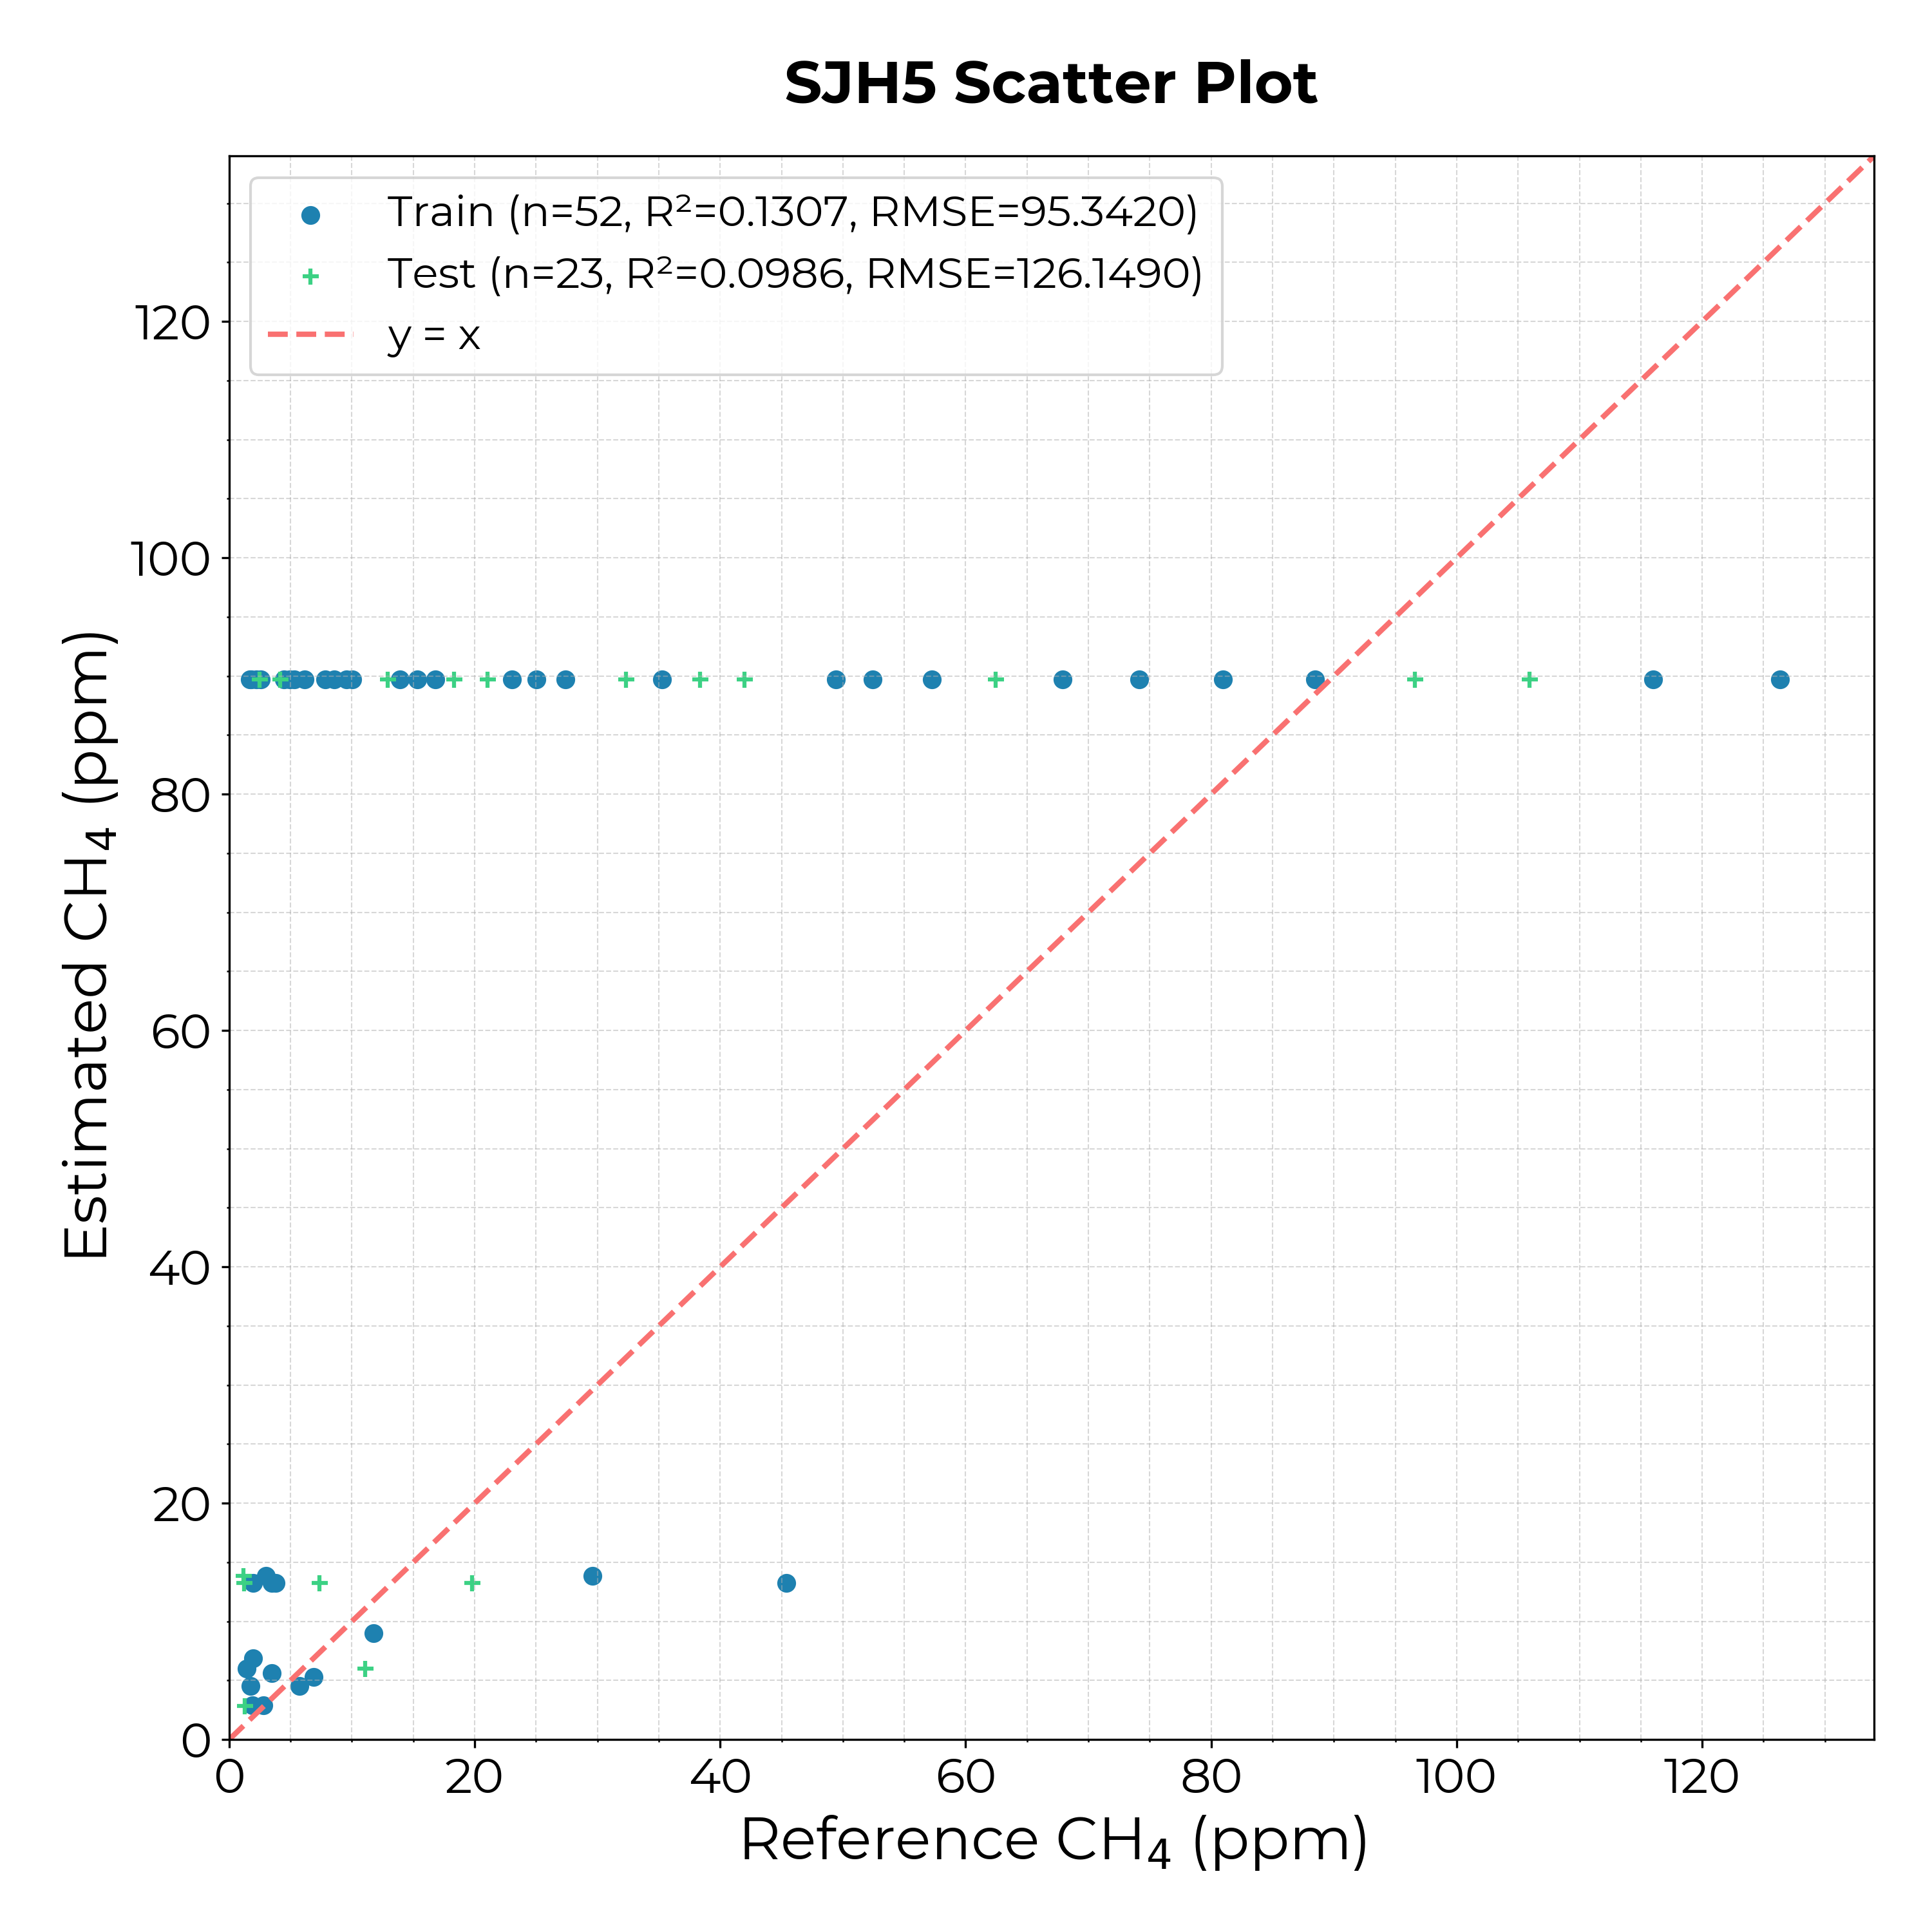 SJH5 Scatter Plot
Train (n=52, R²=0.1307, RMSE=95.3420)
Test (n=23, R²=0.0986, RMSE=126.1490)
y = x
Estimated CH₄ (ppm)
120
100
80
60
40
20
0
0 20 40 60 80 100 120
Reference CH₄ (ppm)